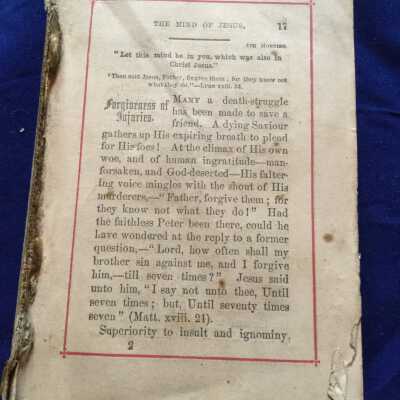 THE MIND OF JESUS. 17
4TH MORNING.
"Let this mind be in you, which was also in
Christ Jesus."
"Then said Jesus, Father, forgive them; for they know not
what they do."—LUKE xxiii. 34.
Forgiveness of
Injuries.
MANY a death-struggle
has been made to save a
friend. A dying Saviour
gathers up His expiring breath to plead
for His foes! At the climax of His own
woe, and of human ingratitude—man-
forsaken, and God-deserted—His falter-
ing voice mingles with the shout of His
murderers,—"Father, forgive them; for
they know not what they do!" Had
the faithless Peter been there, could he
have wondered at the reply to a former
question,—"Lord, how often shall my
brother sin against me, and I forgive
him,—till seven times?" Jesus said
unto him, "I say not unto thee, Until
seven times; but, Until seventy times
seven" (Matt. xviii. 21).
Superiority to insult and ignominy,
2